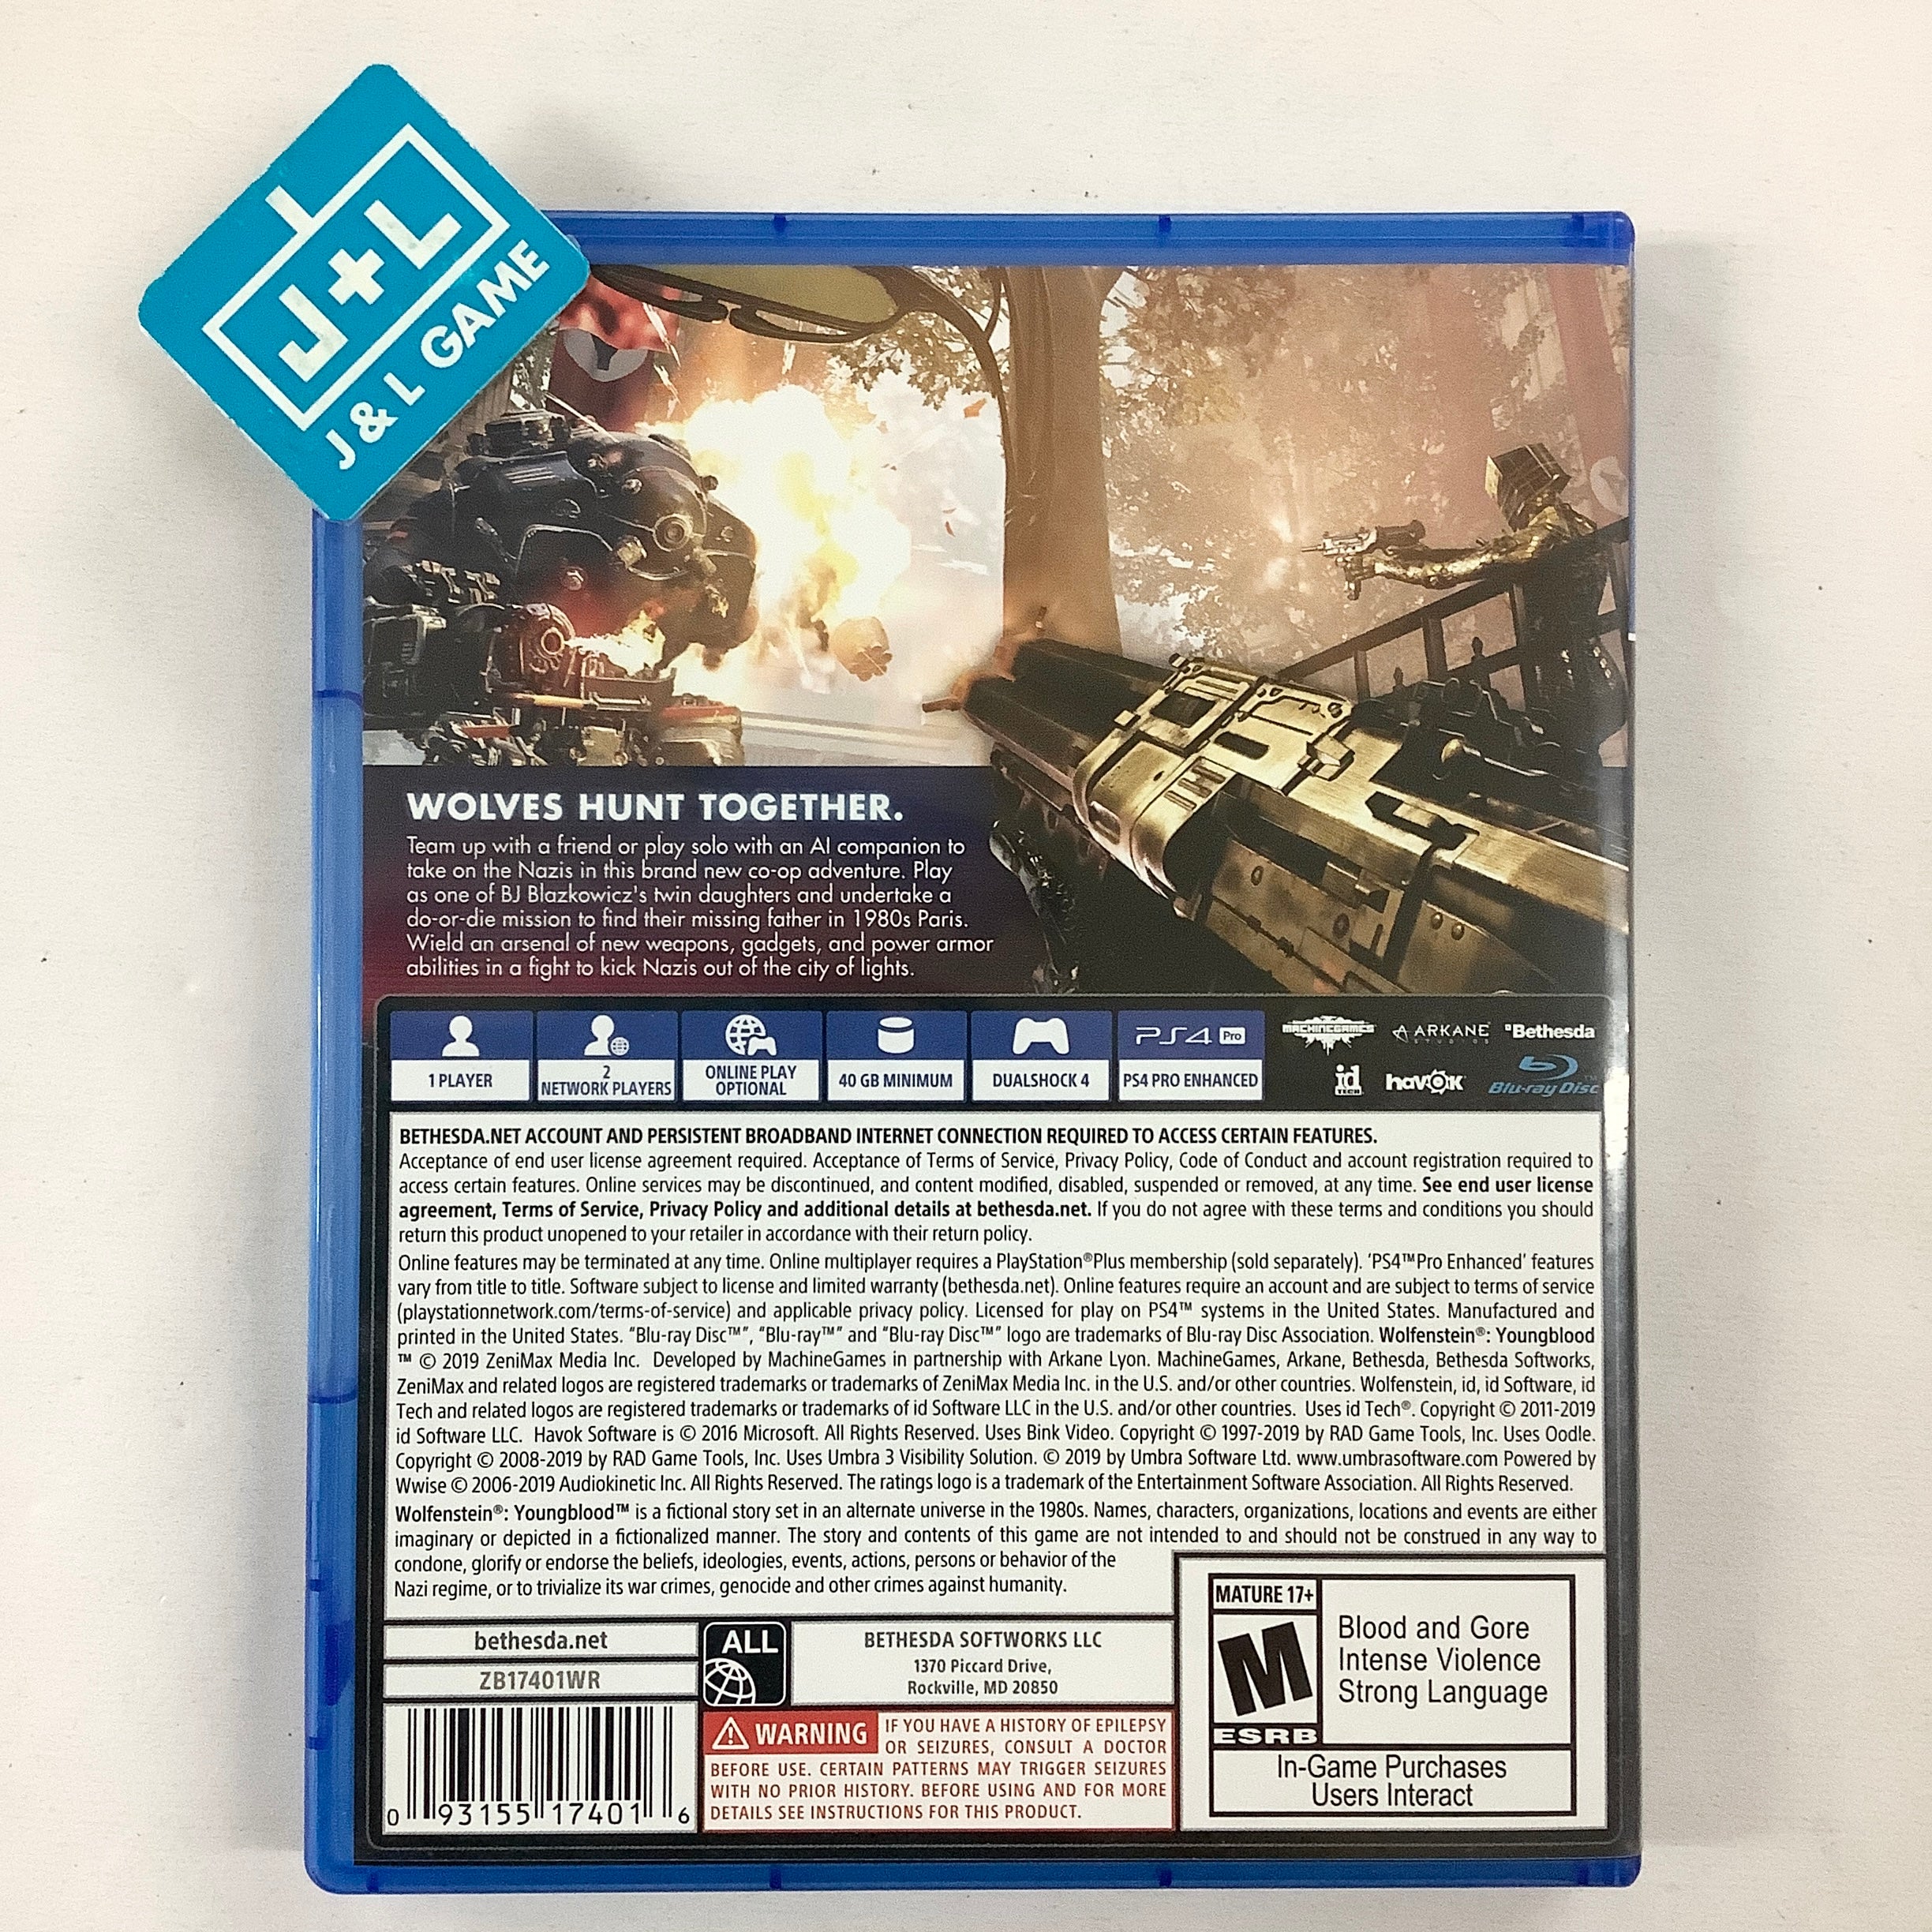 J+L
J & L GAME
WOLVES HUNT TOGETHER.
Team up with a friend or play solo with an AI companion to
take on the Nazis in this brand new co-op adventure. Play
as one of BJ Blazkowicz's twin daughters and undertake a
do-or-die mission to find their missing father in 1980s Paris.
Wield an arsenal of new weapons, gadgets, and power armor
abilities in a fight to kick Nazis out of the city of lights.
PS4 Pro
MACHINEGAMES
ARKANE
STUDIOS
Bethesda
1 PLAYER
2
NETWORK PLAYERS
ONLINE PLAY
OPTIONAL
40 GB MINIMUM
DUALSHOCK 4
PS4 PRO ENHANCED
id
TECH
havok
Blu-ray Disc™
BETHESDA.NET ACCOUNT AND PERSISTENT BROADBAND INTERNET CONNECTION REQUIRED TO ACCESS CERTAIN FEATURES.
Acceptance of end user license agreement required. Acceptance of Terms of Service, Privacy Policy, Code of Conduct and account registration required to
access certain features. Online services may be discontinued, and content modified, disabled, suspended or removed, at any time. See end user license
agreement, Terms of Service, Privacy Policy and additional details at bethesda.net. If you do not agree with these terms and conditions you should
return this product unopened to your retailer in accordance with their return policy.
Online features may be terminated at any time. Online multiplayer requires a PlayStation®Plus membership (sold separately). 'PS4™Pro Enhanced' features
vary from title to title. Software subject to license and limited warranty (bethesda.net). Online features require an account and are subject to terms of service
(playstationnetwork.com/terms-of-service) and applicable privacy policy. Licensed for play on PS4™ systems in the United States. Manufactured and
printed in the United States. "Blu-ray Disc™", "Blu-ray™" and "Blu-ray Disc™" logo are trademarks of Blu-ray Disc Association. Wolfenstein®: Youngblood
™ © 2019 ZeniMax Media Inc. Developed by MachineGames in partnership with Arkane Lyon. MachineGames, Arkane, Bethesda, Bethesda Softworks,
ZeniMax and related logos are registered trademarks or trademarks of ZeniMax Media Inc. in the U.S. and/or other countries. Wolfenstein, id, id Software, id
Tech and related logos are registered trademarks or trademarks of id Software LLC in the U.S. and/or other countries. Uses id Tech®. Copyright © 2011-2019
id Software LLC. Havok Software is © 2016 Microsoft. All Rights Reserved. Uses Bink Video. Copyright © 1997-2019 by RAD Game Tools, Inc. Uses Oodle.
Copyright © 2008-2019 by RAD Game Tools, Inc. Uses Umbra 3 Visibility Solution. © 2019 by Umbra Software Ltd. www.umbrasoftware.com Powered by
Wwise © 2006-2019 Audiokinetic Inc. All Rights Reserved. The ratings logo is a trademark of the Entertainment Software Association. All Rights Reserved.
Wolfenstein®: Youngblood™ is a fictional story set in an alternate universe in the 1980s. Names, characters, organizations, locations and events are either
imaginary or depicted in a fictionalized manner. The story and contents of this game are not intended to and should not be construed in any way to
condone, glorify or endorse the beliefs, ideologies, events, actions, persons or behavior of the
Nazi regime, or to trivialize its war crimes, genocide and other crimes against humanity.
bethesda.net
ZB17401WR
0 93155 17401 6
ALL
BETHESDA SOFTWORKS LLC
1370 Piccard Drive,
Rockville, MD 20850
WARNING IF YOU HAVE A HISTORY OF EPILEPSY
OR SEIZURES, CONSULT A DOCTOR
BEFORE USE. CERTAIN PATTERNS MAY TRIGGER SEIZURES
WITH NO PRIOR HISTORY. BEFORE USING AND FOR MORE
DETAILS SEE INSTRUCTIONS FOR THIS PRODUCT.
MATURE 17+
M
ESRB
Blood and Gore
Intense Violence
Strong Language
In-Game Purchases
Users Interact